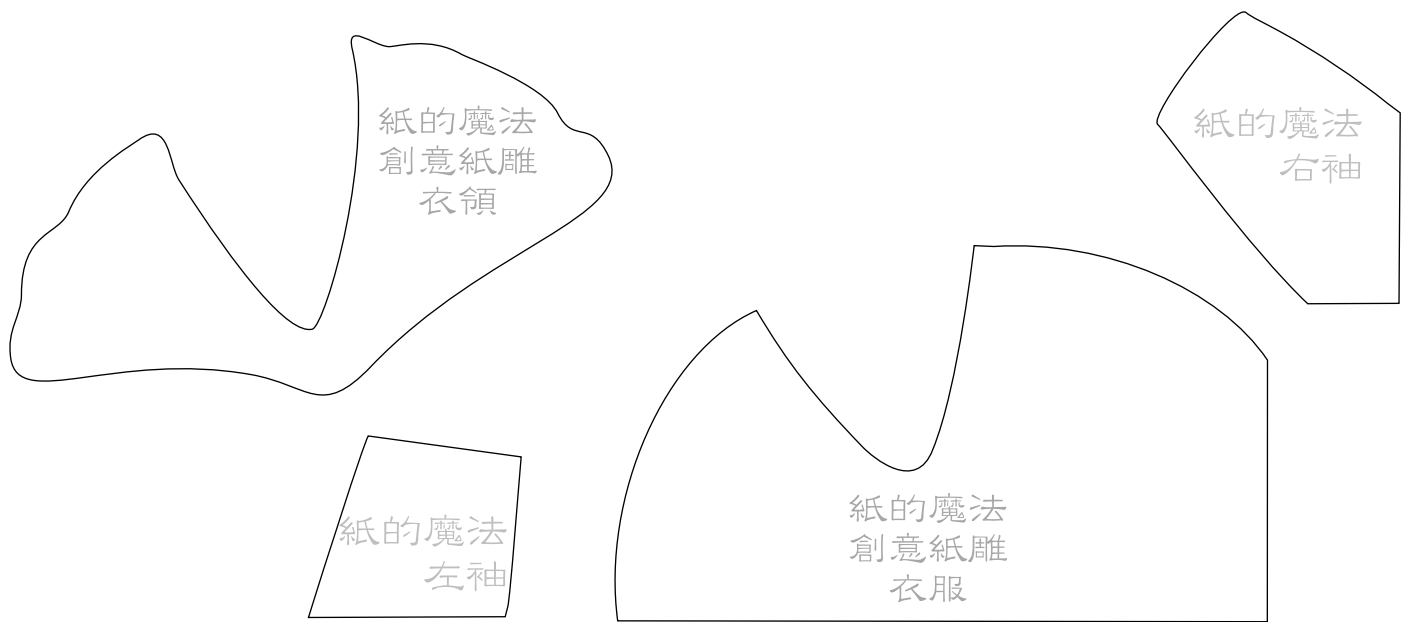 紙的魔法
創意紙雕
衣領
紙的魔法
右袖
紙的魔法
左袖
紙的魔法
創意紙雕
衣服